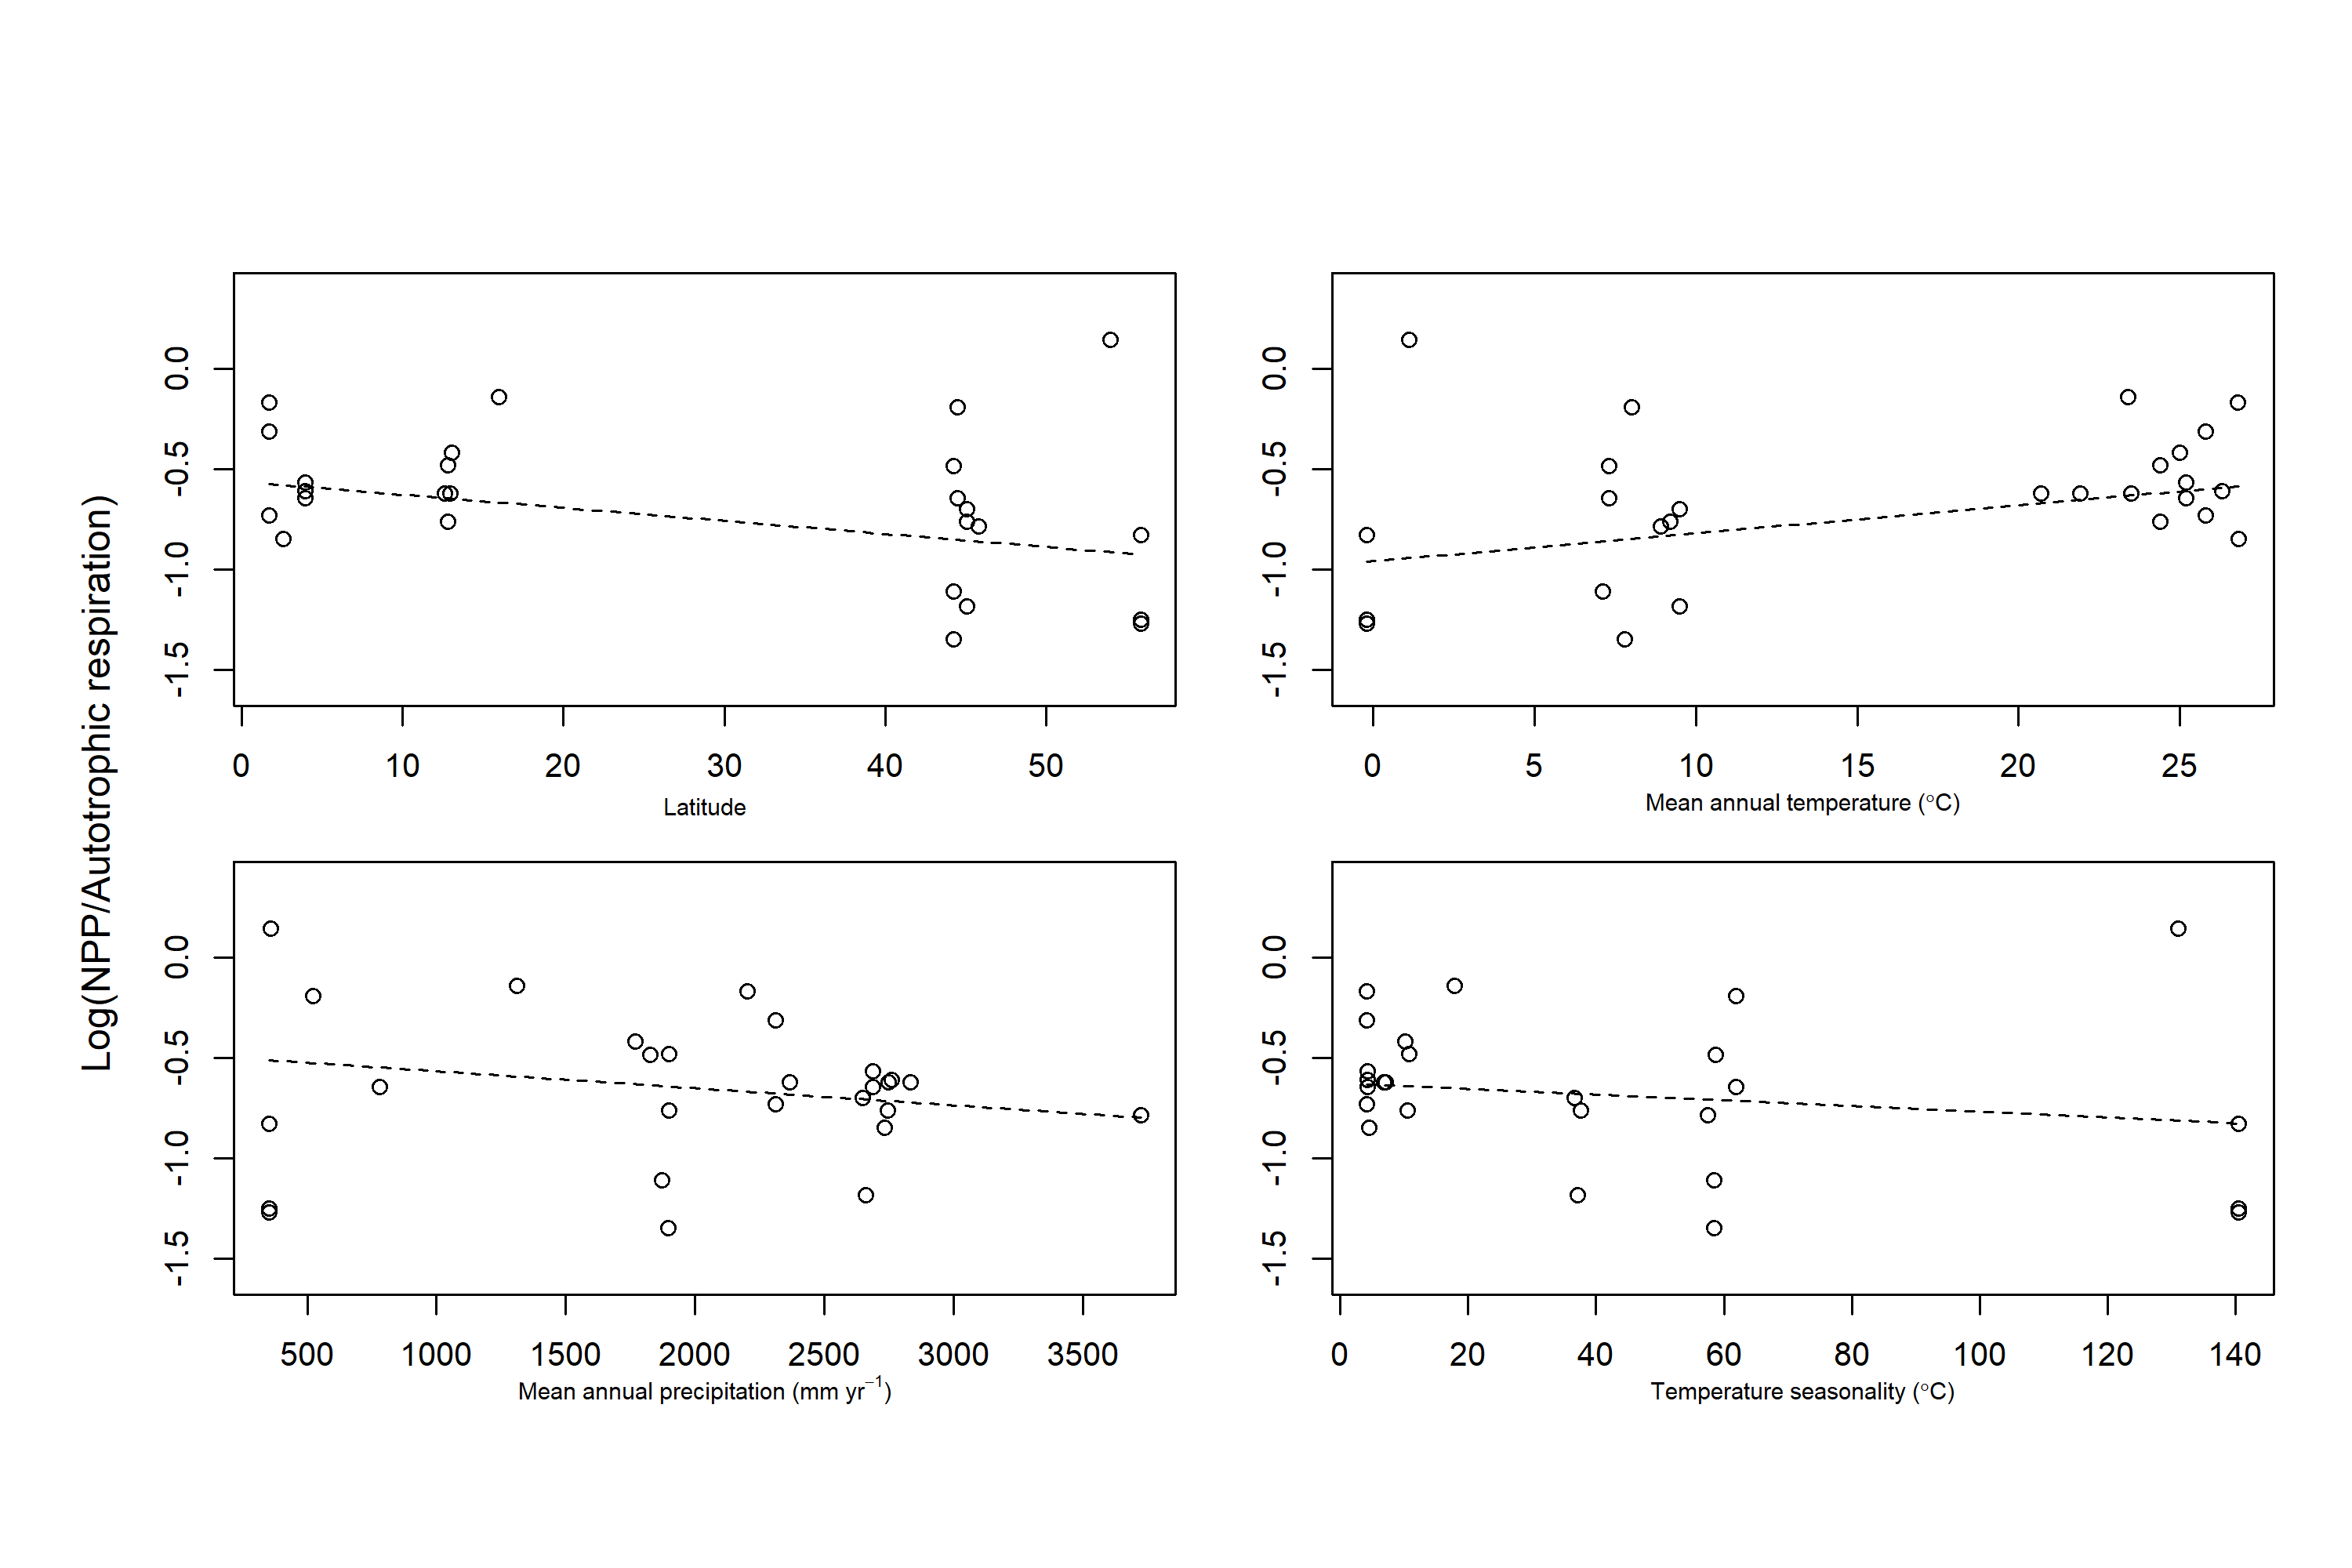 Log(NPP/Autotrophic respiration)
0.0
-0.5
-1.0
-1.5
0 10 20 30 40 50
Latitude
0.0
-0.5
-1.0
-1.5
0 5 10 15 20 25
Mean annual temperature (°C)
0.0
-0.5
-1.0
-1.5
500 1000 1500 2000 2500 3000 3500
Mean annual precipitation (mm yr⁻¹)
0.0
-0.5
-1.0
-1.5
0 20 40 60 80 100 120 140
Temperature seasonality (°C)